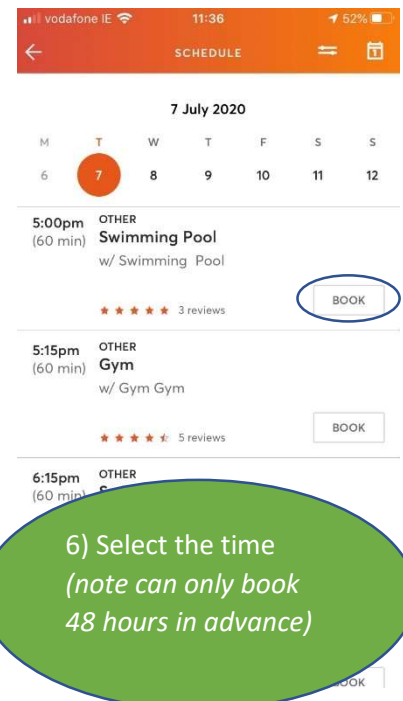 vodafone IE 11:36 52%
SCHEDULE
7 July 2020
M T W T F S S
6 7 8 9 10 11 12
5:00pm OTHER
(60 min) Swimming Pool
w/ Swimming Pool
3 reviews BOOK
5:15pm OTHER
(60 min) Gym
w/ Gym Gym
5 reviews BOOK
6:15pm OTHER
(60 min)
6) Select the time
(note can only book
48 hours in advance)
BOOK